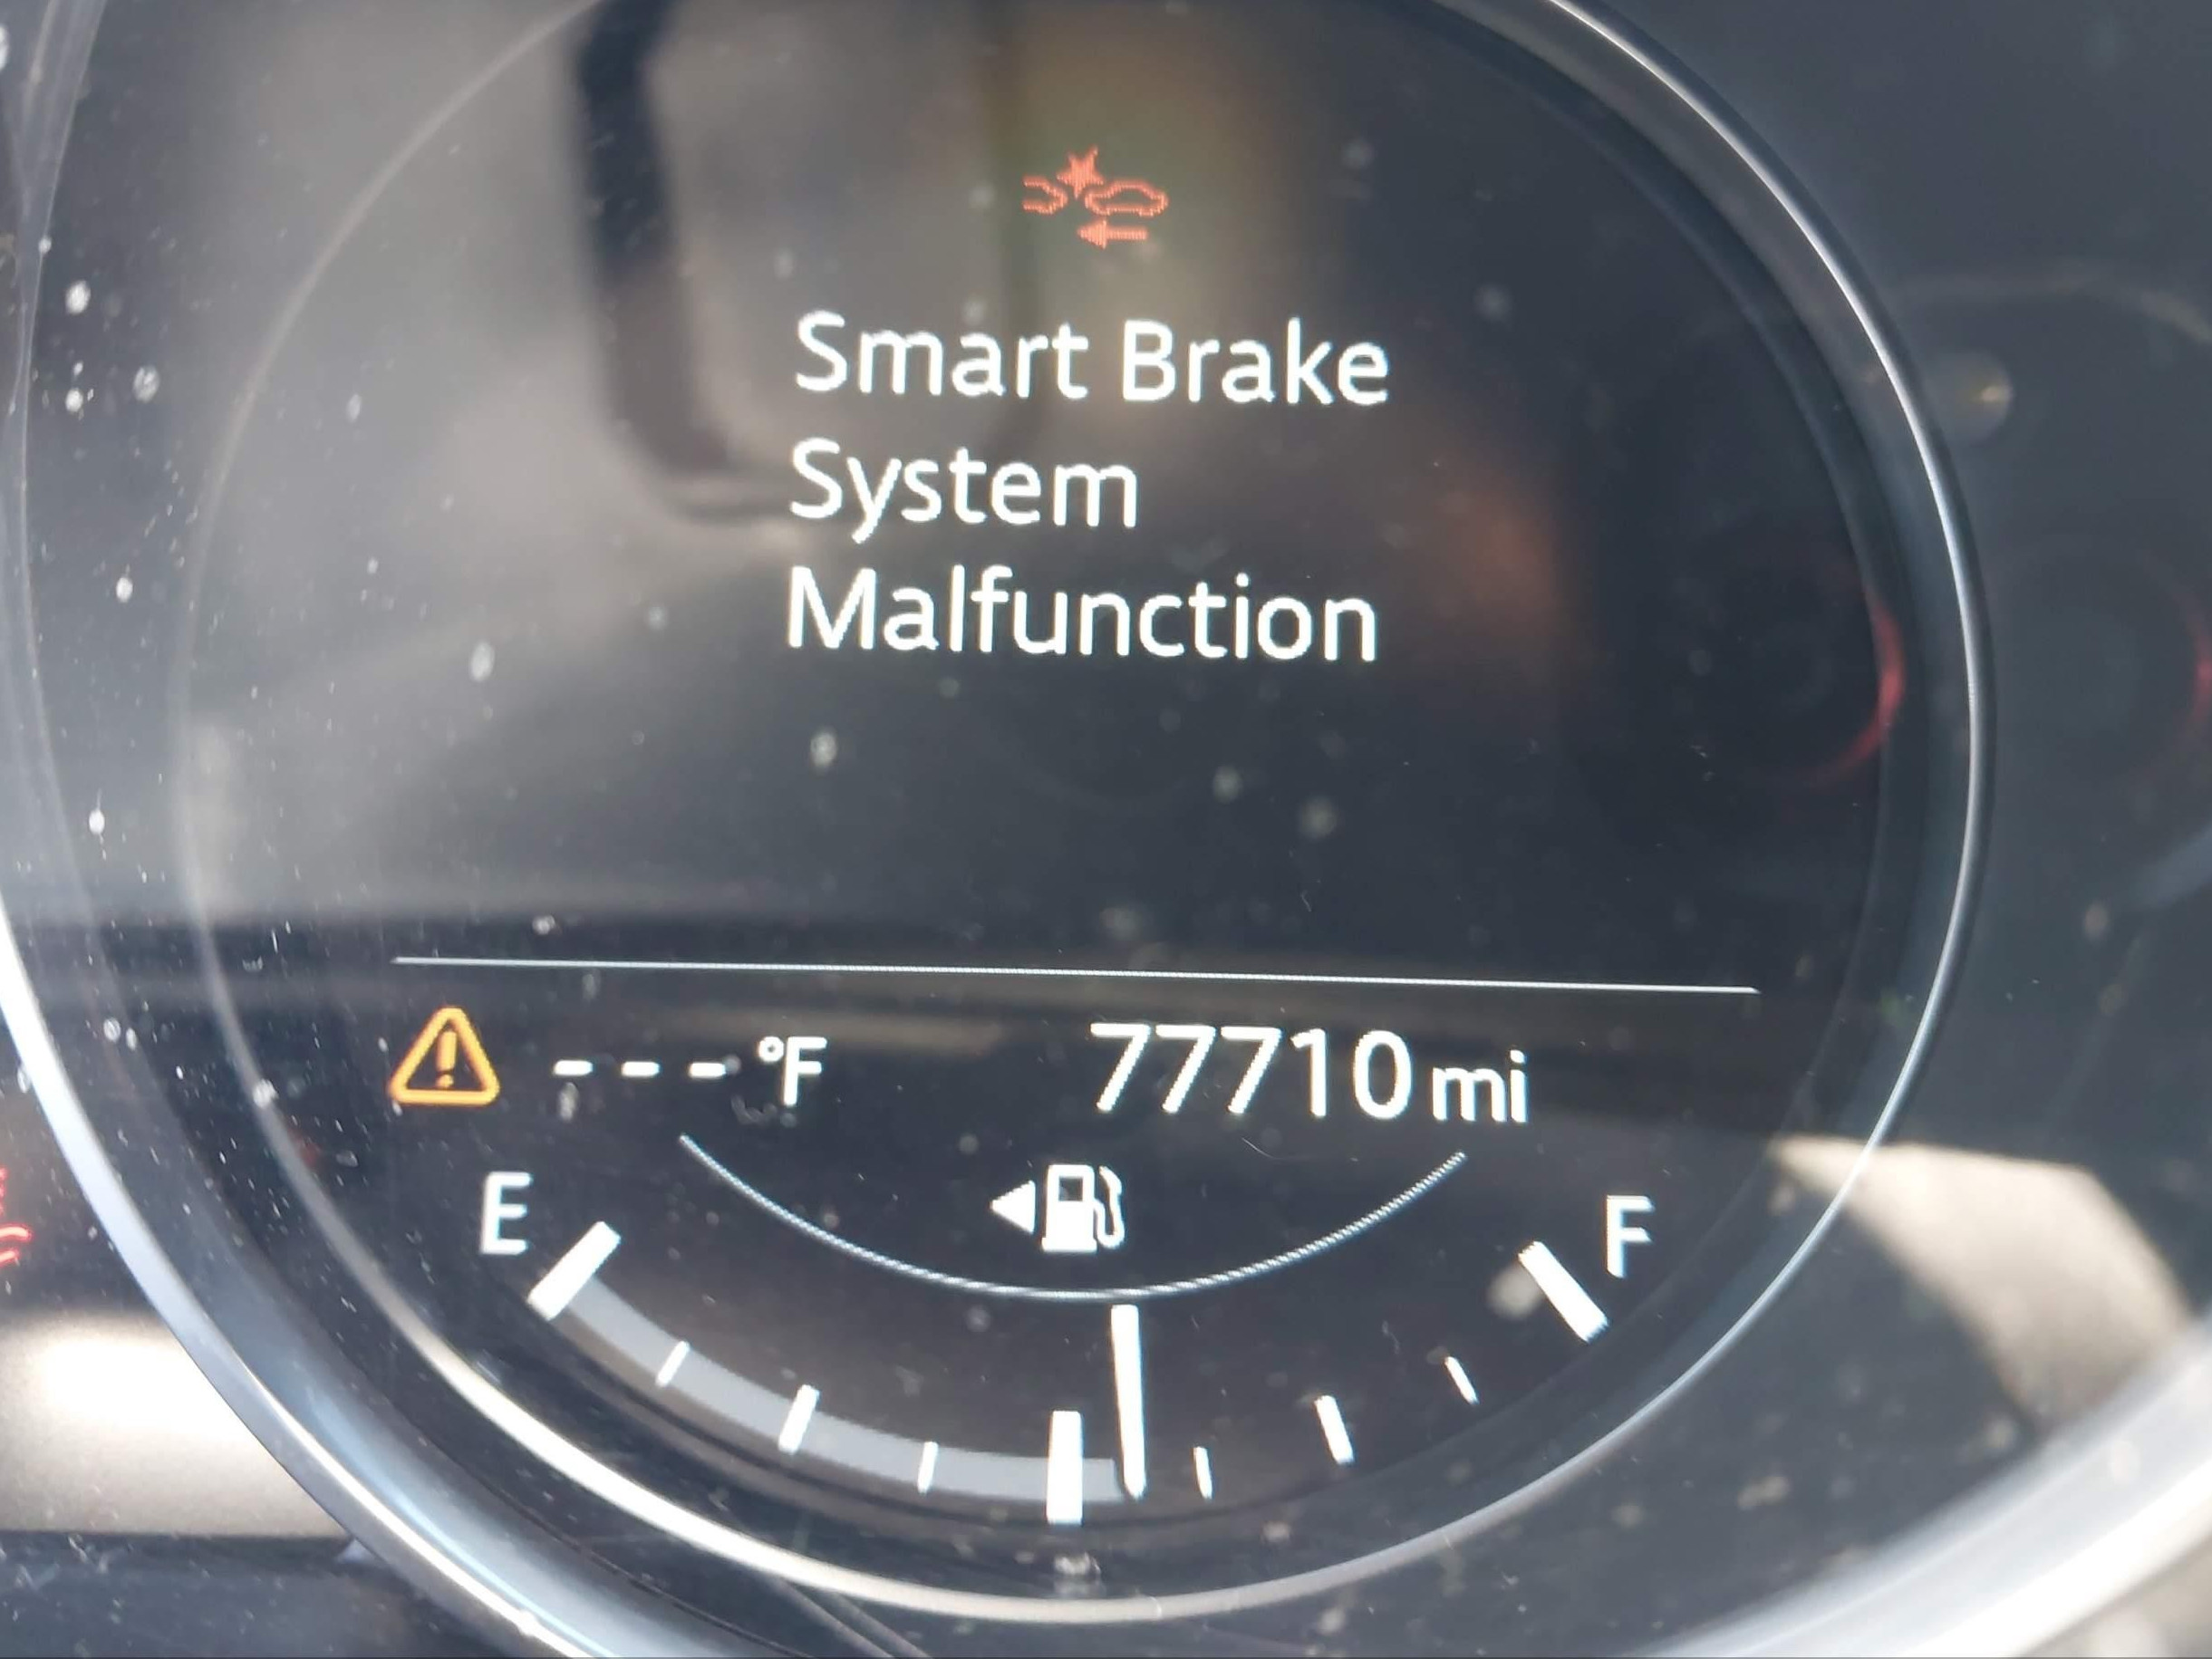 Smart Brake
System
Malfunction
---°F 77710 mi
E F